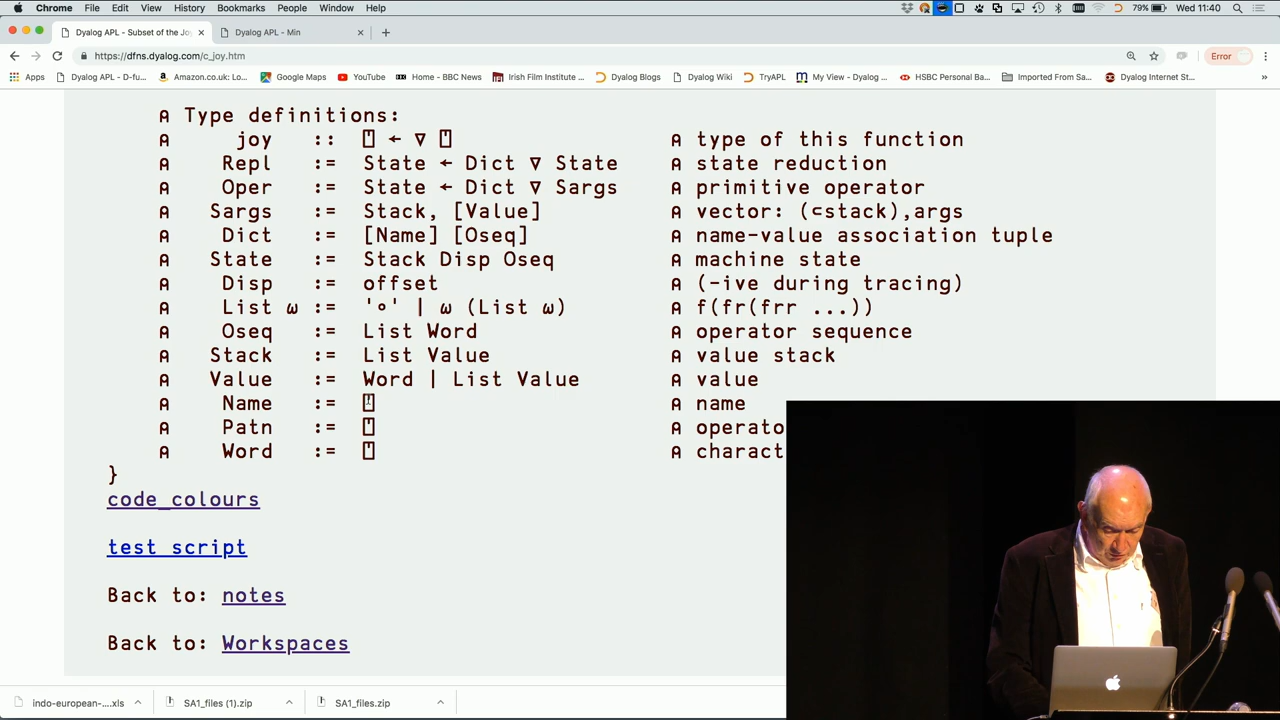 Chrome File Edit View History Bookmarks People Window Help 79% Wed 11:40
Dyalog APL - Subset of the Joy Dyalog APL - Min
https://dfns.dyalog.com/c_joy.htm Error
Apps Dyalog APL - D-fu... Amazon.co.uk: Lo... Google Maps YouTube Home - BBC News Irish Film Institute ... Dyalog Blogs Dyalog Wiki TryAPL My View - Dyalog ... HSBC Personal Ba... Imported From Sa... Dyalog Internet St...
⍝ Type definitions:
⍝ joy :: ⍞ ← ∇ ⍞ ⍝ type of this function
⍝ Repl := State ← Dict ∇ State ⍝ state reduction
⍝ Oper := State ← Dict ∇ Sargs ⍝ primitive operator
⍝ Sargs := Stack, [Value] ⍝ vector: (⊂stack),args
⍝ Dict := [Name] [Oseq] ⍝ name-value association tuple
⍝ State := Stack Disp Oseq ⍝ machine state
⍝ Disp := offset ⍝ (-ive during tracing)
⍝ List ⍵ := '∘' | ⍵ (List ⍵) ⍝ f(fr(frr ...))
⍝ Oseq := List Word ⍝ operator sequence
⍝ Stack := List Value ⍝ value stack
⍝ Value := Word | List Value ⍝ value
⍝ Name := ⍞ ⍝ name
⍝ Patn := ⍞ ⍝ operato
⍝ Word := ⍞ ⍝ charact
}
code_colours
test script
Back to: notes
Back to: Workspaces
indo-european-....xls SA1_files (1).zip SA1_files.zip